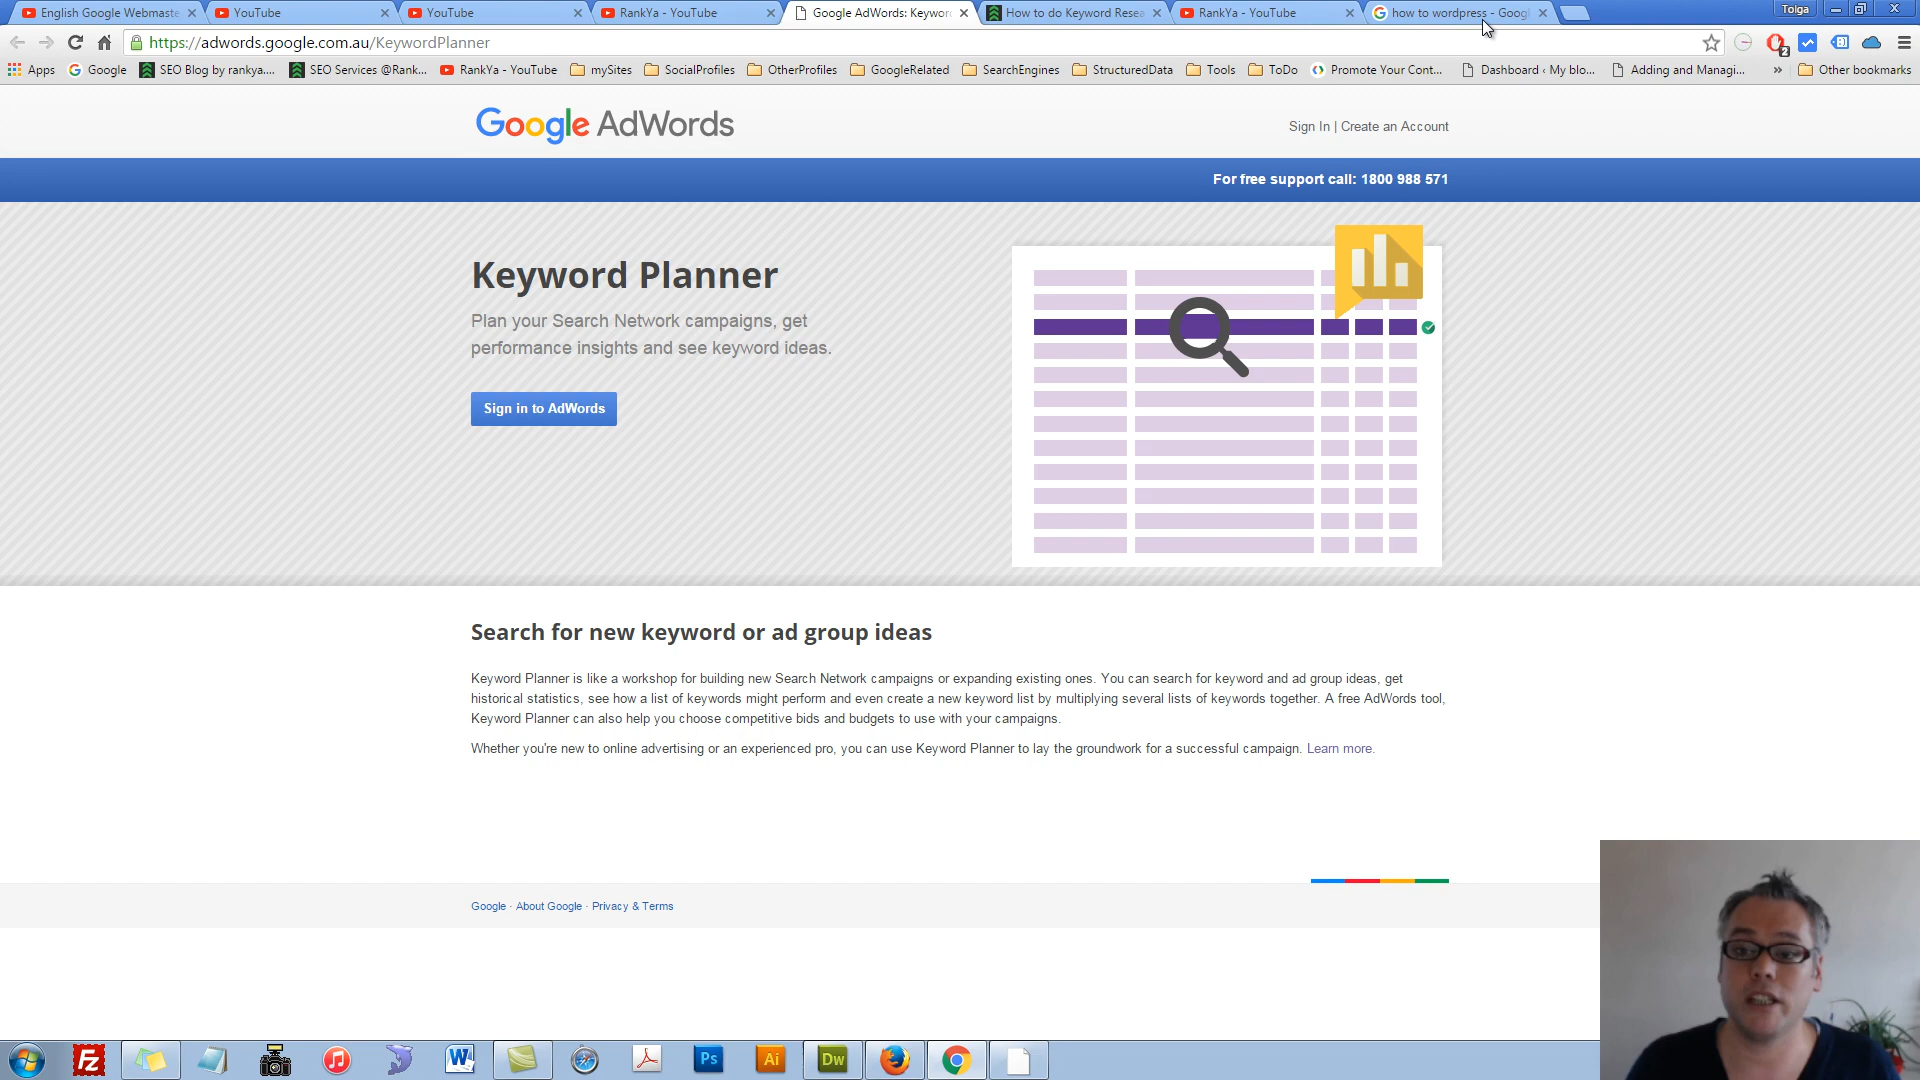 English Google Webmaste
YouTube
YouTube
RankYa - YouTube
Google AdWords: Keywor
How to do Keyword Resea
RankYa - YouTube
how to wordpress - Googl
Tolga
https://adwords.google.com.au/KeywordPlanner
2
Apps
Google
SEO Blog by rankya....
SEO Services @Rank...
RankYa - YouTube
mySites
SocialProfiles
OtherProfiles
GoogleRelated
SearchEngines
StructuredData
Tools
ToDo
Promote Your Cont...
Dashboard ‹ My blo...
Adding and Managi...
»
Other bookmarks
Google AdWords
Sign In | Create an Account
For free support call: 1800 988 571
Keyword Planner
Plan your Search Network campaigns, get
performance insights and see keyword ideas.
Sign in to AdWords
Search for new keyword or ad group ideas
Keyword Planner is like a workshop for building new Search Network campaigns or expanding existing ones. You can search for keyword and ad group ideas, get
historical statistics, see how a list of keywords might perform and even create a new keyword list by multiplying several lists of keywords together. A free AdWords tool,
Keyword Planner can also help you choose competitive bids and budgets to use with your campaigns.
Whether you're new to online advertising or an experienced pro, you can use Keyword Planner to lay the groundwork for a successful campaign. Learn more.
Google · About Google · Privacy & Terms
Fz
W
Ps
Ai
Dw